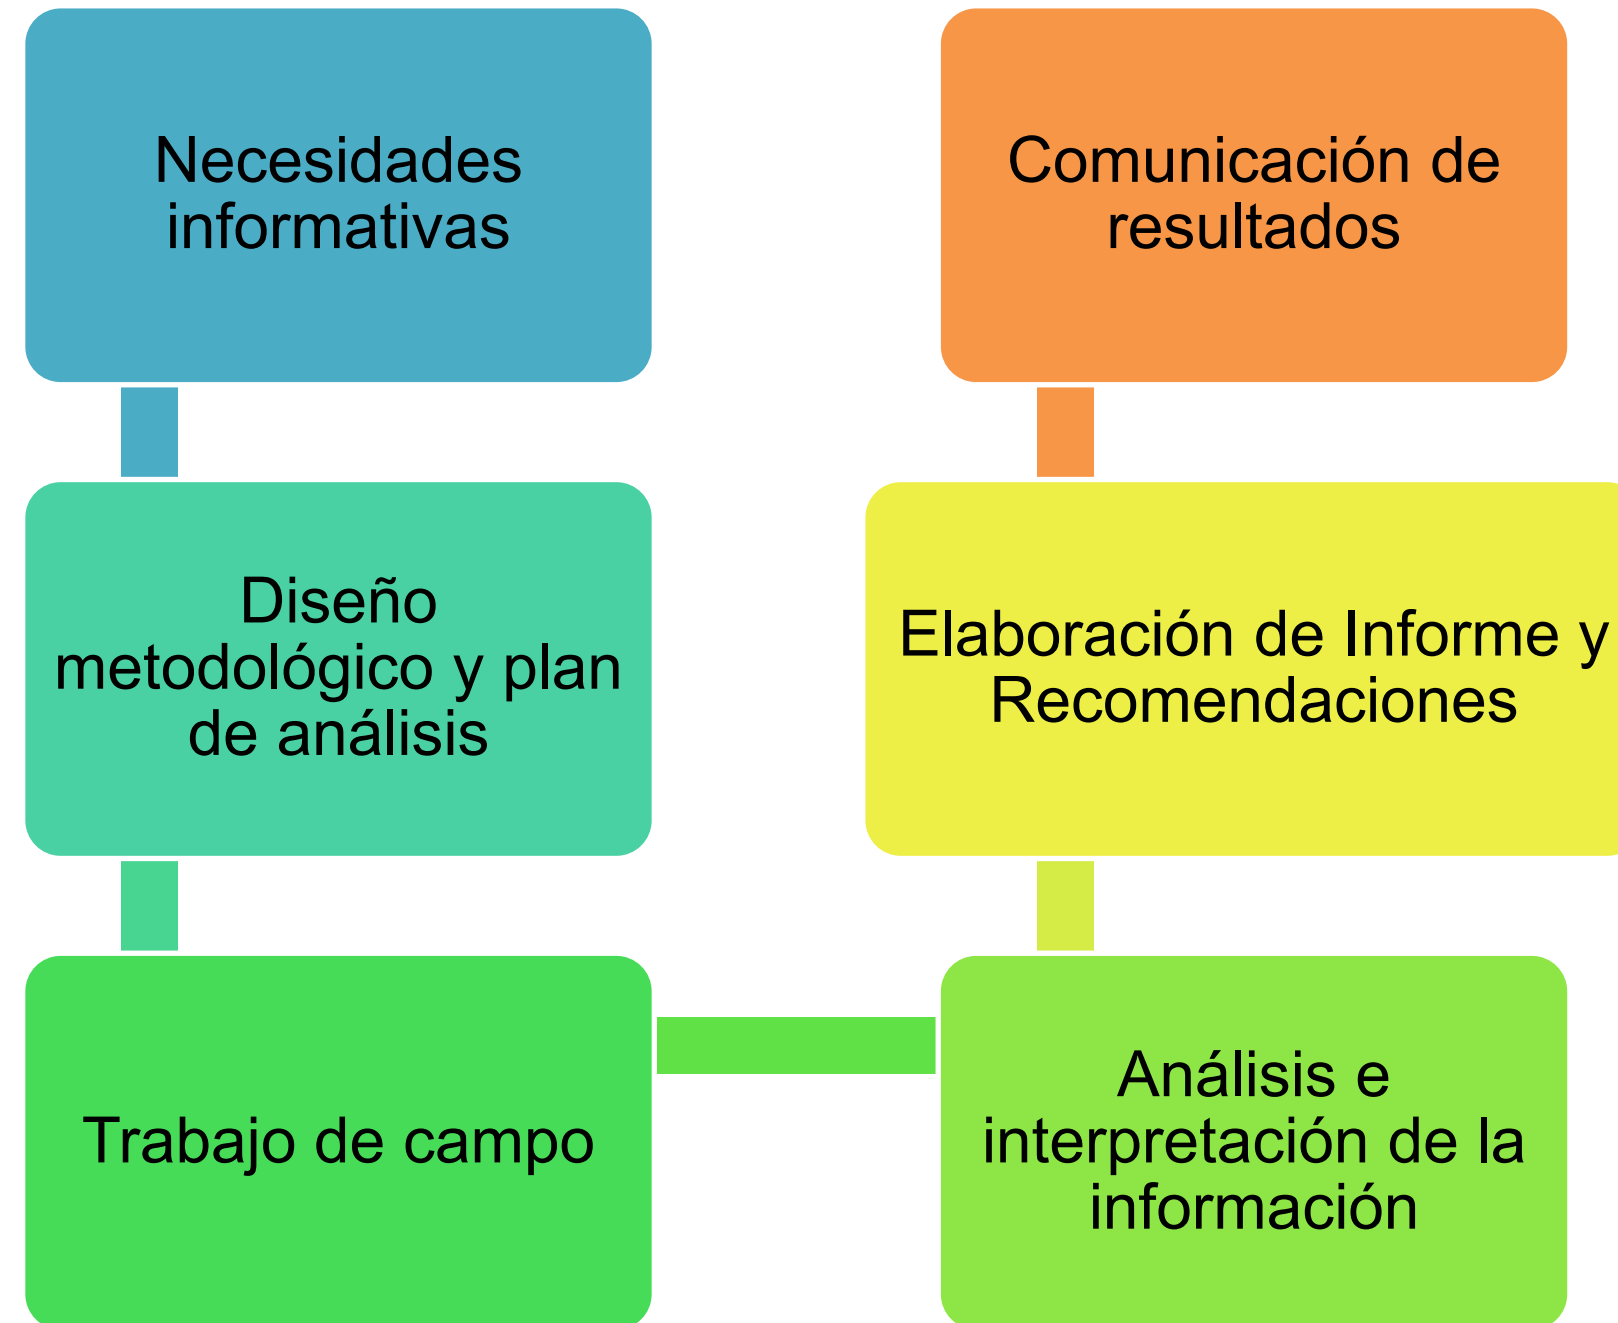 Necesidades
informativas
Diseño
metodológico y plan
de análisis
Trabajo de campo
Análisis e
interpretación de la
información
Elaboración de Informe y
Recomendaciones
Comunicación de
resultados